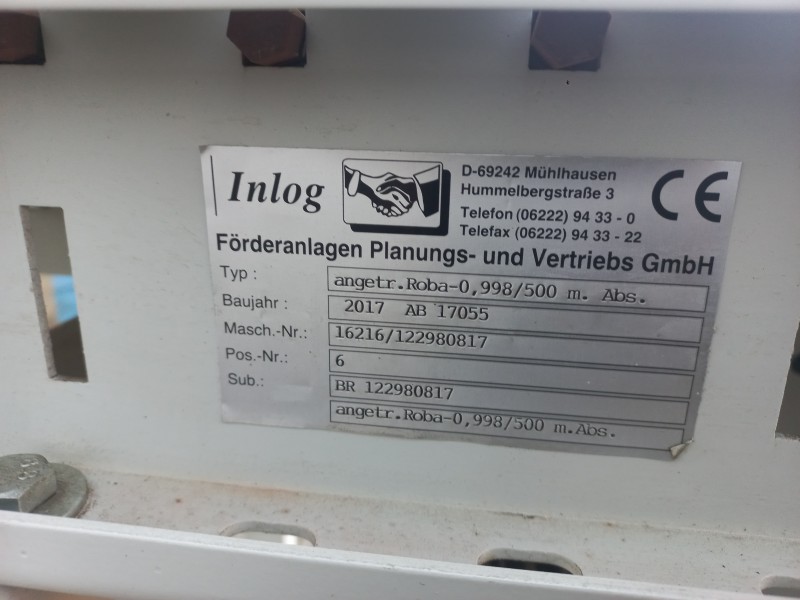 Inlog
D-69242 Mühlhausen
Hummelbergstraße 3
Telefon (06222) 94 33 - 0
Telefax (06222) 94 33 - 22
CE
Förderanlagen Planungs- und Vertriebs GmbH
Typ : angetr.Roba-0,998/500 m. Abs.
Baujahr : 2017 AB 17055
Masch.-Nr.: 16216/122980817
Pos.-Nr.: 6
Sub.: BR 122980817
angetr.Roba-0,998/500 m.Abs.